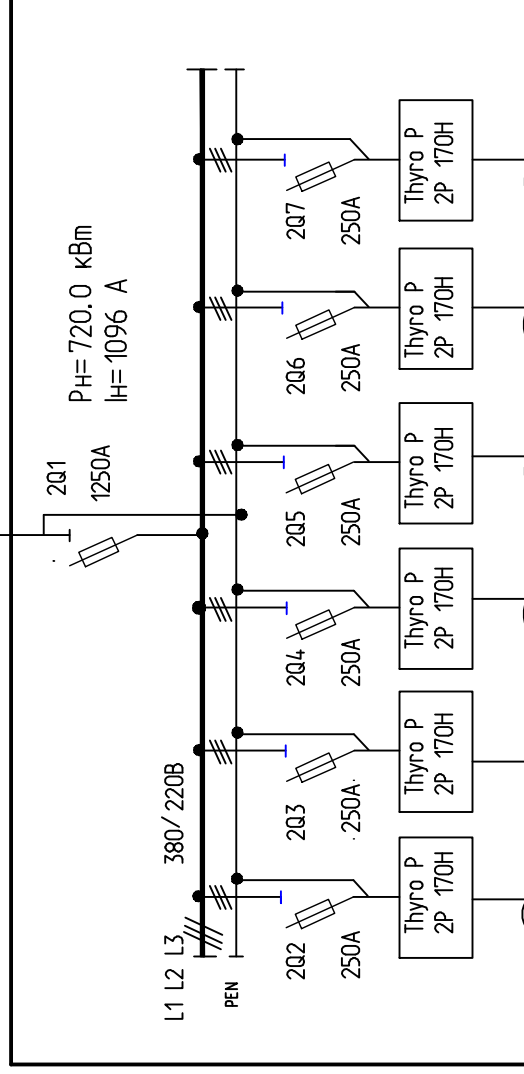 Pн= 720.0 кВт
Iн= 1096 А
2Q1
1250A
L1 L2 L3
380/220В
PEN
2Q2
250A
Thyro P
2P 170H
2Q3
250A
Thyro P
2P 170H
2Q4
250A
Thyro P
2P 170H
2Q5
250A
Thyro P
2P 170H
2Q6
250A
Thyro P
2P 170H
2Q7
250A
Thyro P
2P 170H